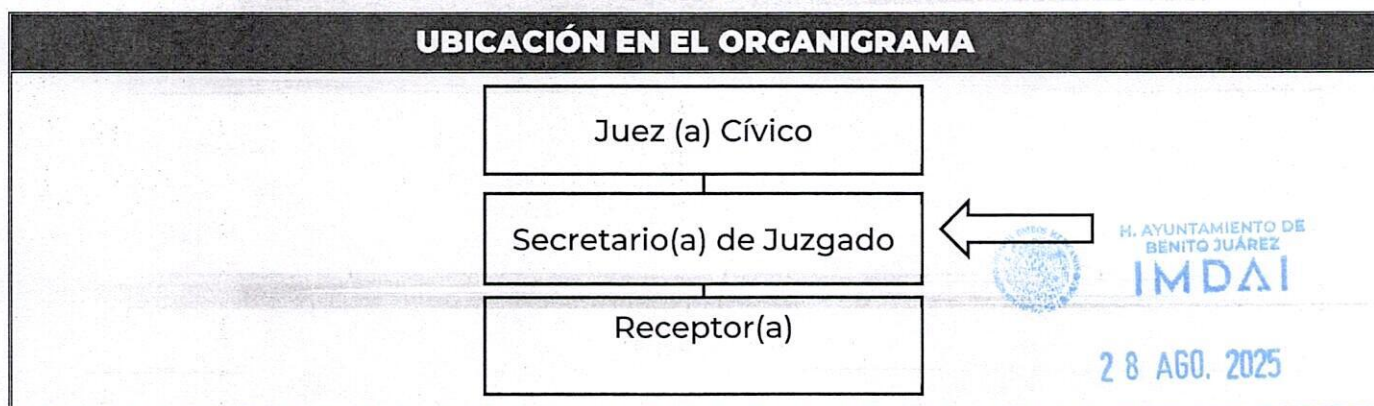 UBICACIÓN EN EL ORGANIGRAMA
Juez (a) Cívico
Secretario(a) de Juzgado
H. AYUNTAMIENTO DE
BENITO JUÁREZ
IMDAI
Receptor(a)
28 AGO. 2025